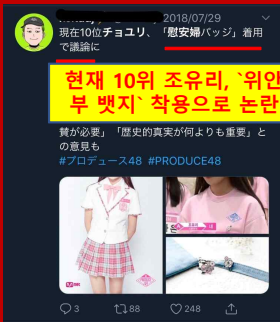 2018/07/29
現在10位チョユリ、「慰安婦バッジ」着用
で議論に
현재 10위 조유리, `위안
부 뱃지` 착용으로 논란
賛が必要」「歴史的真実が何よりも重要」と
の意見も
#プロデュース48 #PRODUCE48
3
188
248